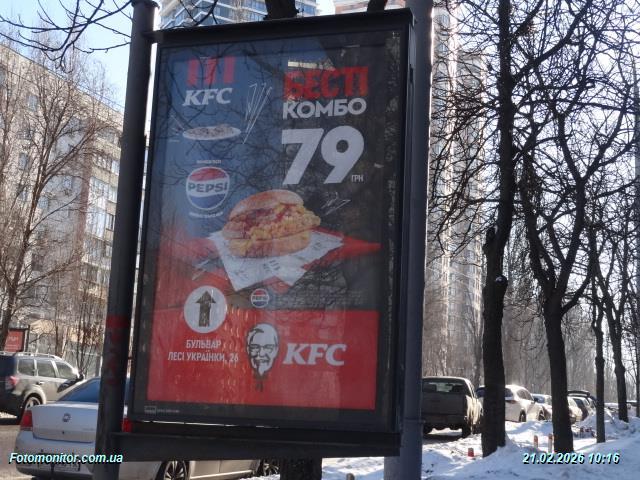 KFC
БЕСТІ
КОМБО
79
ГРН
PEPSI
БУЛЬВАР
ЛЕСІ УКРАЇНКИ, 26
KFC
Fotomonitor.com.ua
21.02.2026 10:16